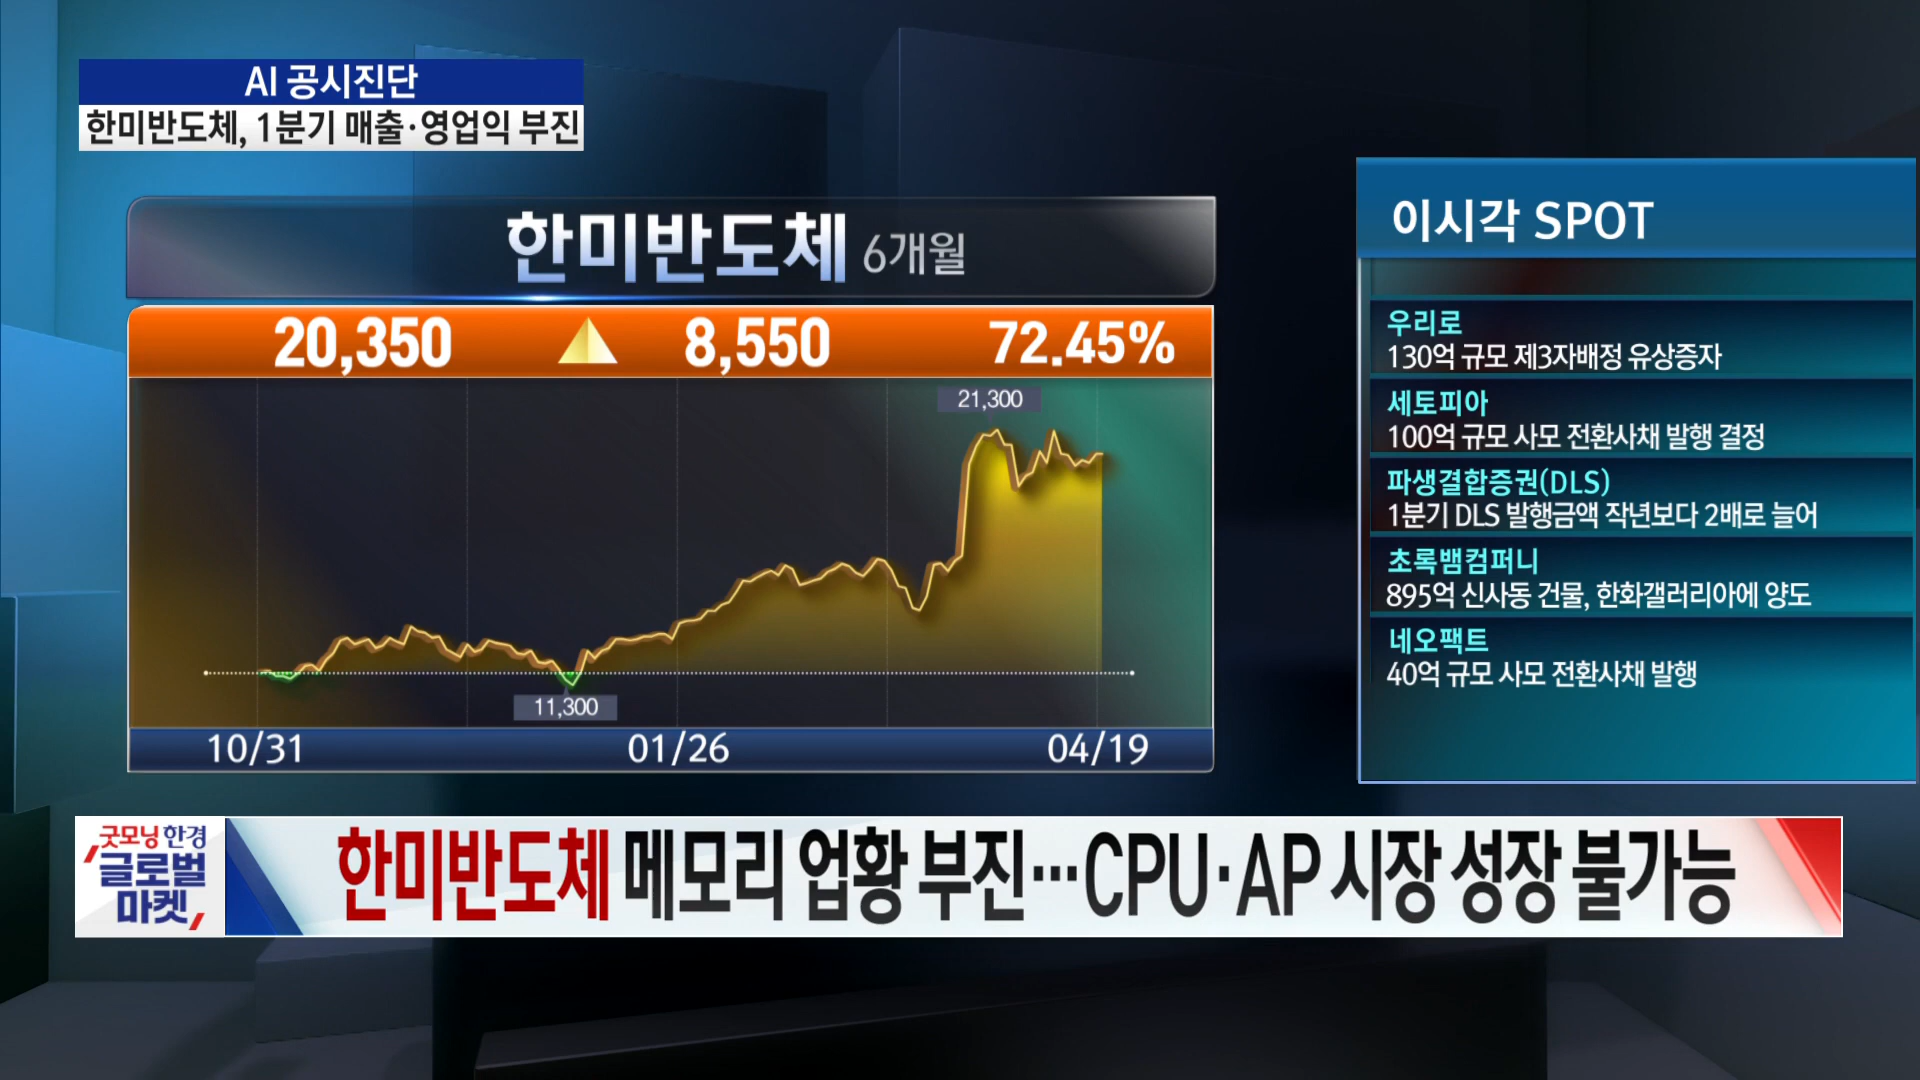 AI 공시진단
한미반도체, 1분기 매출·영업익 부진
한미반도체 6개월
20,350 ▲ 8,550 72.45%
21,300
11,300
10/31 01/26 04/19
이시각 SPOT
우리로
130억 규모 제3자배정 유상증자
세토피아
100억 규모 사모 전환사채 발행 결정
파생결합증권(DLS)
1분기 DLS 발행금액 작년보다 2배로 늘어
초록뱀컴퍼니
895억 신사동 건물, 한화갤러리아에 양도
네오팩트
40억 규모 사모 전환사채 발행
굿모닝 한경
글로벌
마켓
한미반도체 메모리 업황 부진…CPU·AP 시장 성장 불가능